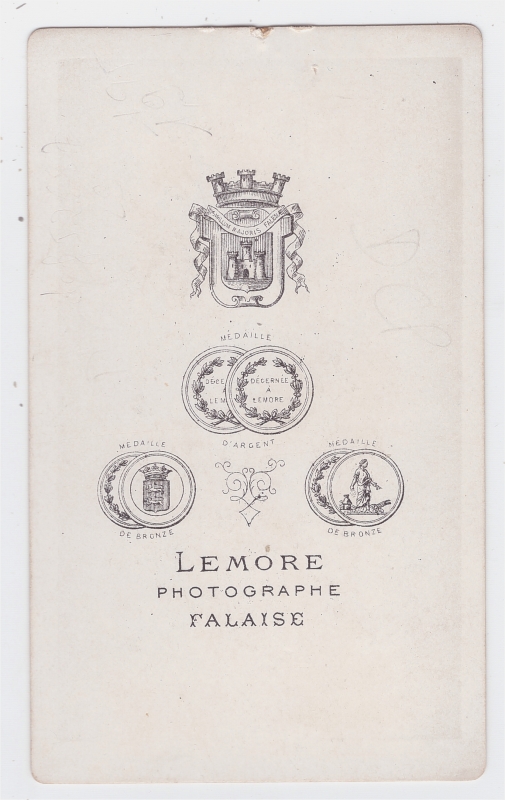 MÉDAILLE
DÉCERNÉE
À
LEMORE
D'ARGENT
MÉDAILLE
DE BRONZE
MÉDAILLE
DE BRONZE
LEMORE
PHOTOGRAPHE
FALAISE